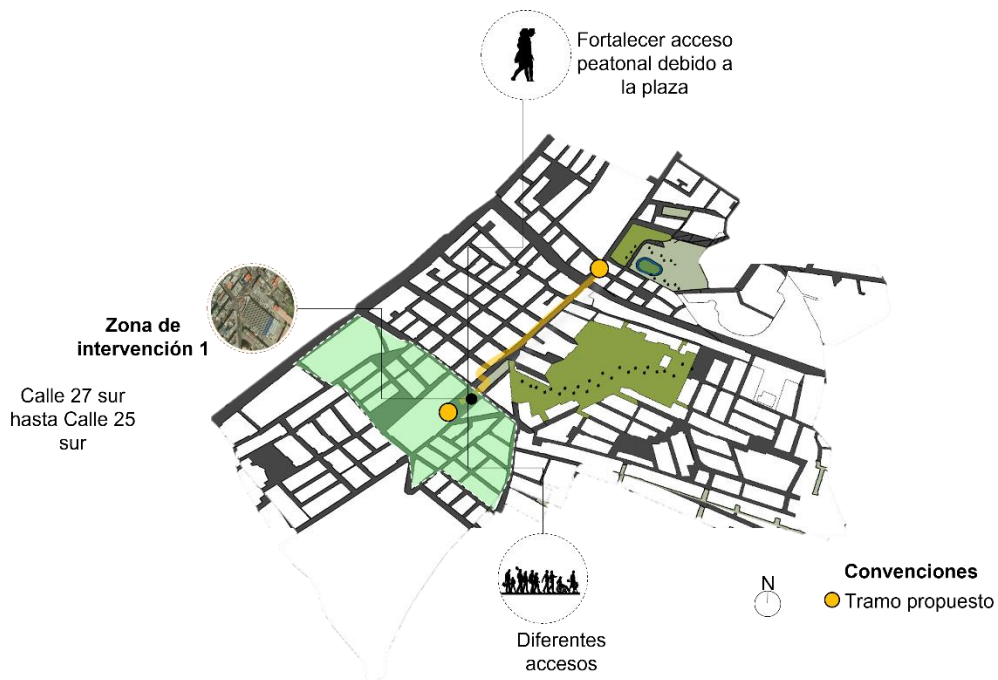 Fortalecer acceso
peatonal debido a
la plaza
Zona de
intervención 1
Calle 27 sur
hasta Calle 25
sur
Diferentes
accesos
N
Convenciones
Tramo propuesto